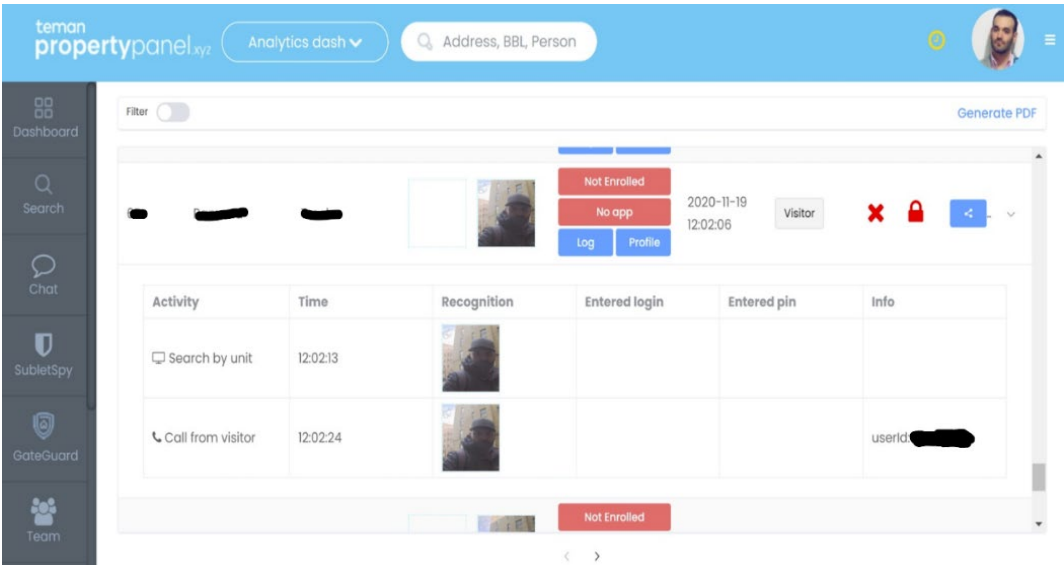 teman
propertypanel.xyz
Analytics dash
Address, BBL, Person
Dashboard
Search
Chat
SubletSpy
GateGuard
Team
Filter
Generate PDF
Not Enrolled
No app
Log Profile
2020-11-19
12:02:06
Visitor
Activity Time Recognition Entered login Entered pin Info
Search by unit 12:02:13
Call from visitor 12:02:24 userId:
Not Enrolled